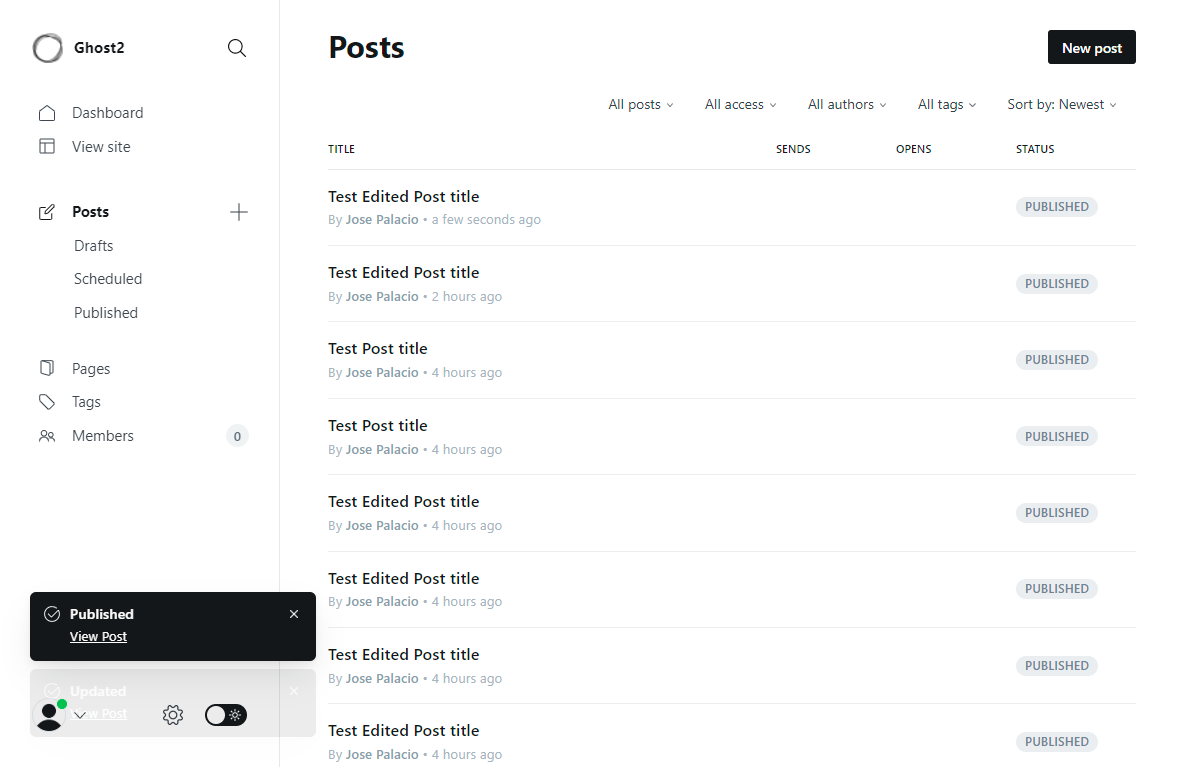 Ghost2
Dashboard
View site
Posts
Drafts
Scheduled
Published
Pages
Tags
Members 0
Posts
New post
All posts All access All authors All tags Sort by: Newest
TITLE SENDS OPENS STATUS
Test Edited Post title
By Jose Palacio • a few seconds ago
PUBLISHED
Test Edited Post title
By Jose Palacio • 2 hours ago
PUBLISHED
Test Post title
By Jose Palacio • 4 hours ago
PUBLISHED
Test Post title
By Jose Palacio • 4 hours ago
PUBLISHED
Test Edited Post title
By Jose Palacio • 4 hours ago
PUBLISHED
Test Edited Post title
By Jose Palacio • 4 hours ago
PUBLISHED
Test Edited Post title
By Jose Palacio • 4 hours ago
PUBLISHED
Test Edited Post title
By Jose Palacio • 4 hours ago
PUBLISHED
Published
View Post
Updated
View Post